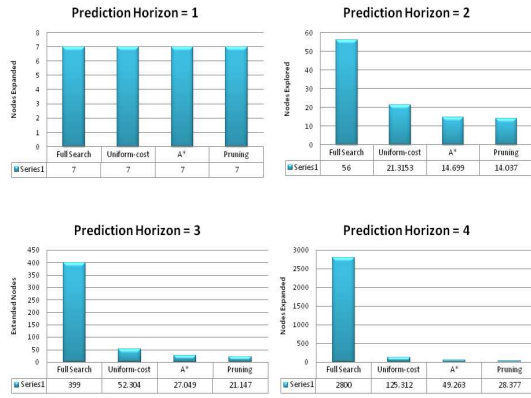 Prediction Horizon = 1
Nodes Expanded
8
7
6
5
4
3
2
1
0
Full Search Uniform-cost A* Pruning
Series1 7 7 7 7
Prediction Horizon = 2
Nodes Explored
60
50
40
30
20
10
0
Full Search Uniform-cost A* Pruning
Series1 56 21.3153 14.699 14.037
Prediction Horizon = 3
Extended Nodes
450
400
350
300
250
200
150
100
50
0
Full Search Uniform-cost A* Pruning
Series1 399 52.304 27.049 21.147
Prediction Horizon = 4
Nodes Expanded
3000
2500
2000
1500
1000
500
0
Full Search Uniform-cost A* Pruning
Series1 2800 125.312 49.263 28.377